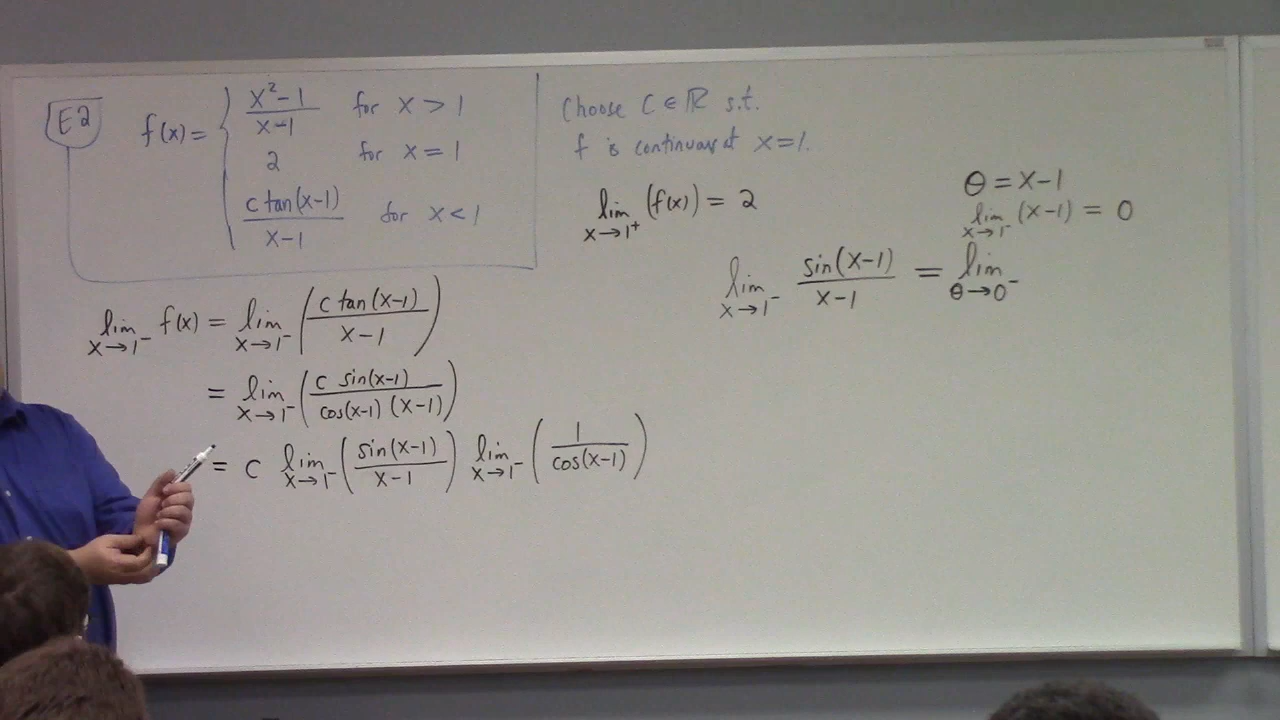 E2
f(x) = { x²-1 / x-1 for x > 1
2 for x = 1
c tan(x-1) / x-1 for x < 1
Choose C ∈ ℝ s.t.
f is continuous at x=1.
lim x→1⁺ (f(x)) = 2
θ = x-1
lim x→1⁻ (x-1) = 0
lim x→1⁻ sin(x-1) / x-1 = lim θ→0⁻
lim x→1⁻ f(x) = lim x→1⁻ ( c tan(x-1) / x-1 )
= lim x→1⁻ ( c sin(x-1) / cos(x-1) (x-1) )
= c lim x→1⁻ ( sin(x-1) / x-1 ) lim x→1⁻ ( 1 / cos(x-1) )